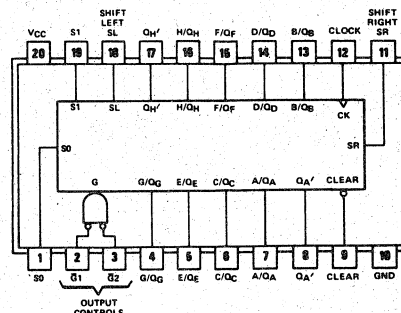 SHIFT LEFT SHIFT RIGHT
VCC S1 SL QH' H/QH F/QF D/QD B/QB CLOCK SR
20 19 18 17 16 15 14 13 12 11
S1 SL QH' H/QH F/QF D/QD B/QB CK
S0 SR
G G/QG E/QE C/QC A/QA QA' CLEAR
1 2 3 4 5 6 7 8 9 10
S0 G1 G2 G/QG E/QE C/QC A/QA QA' CLEAR GND
OUTPUT
CONTROLS